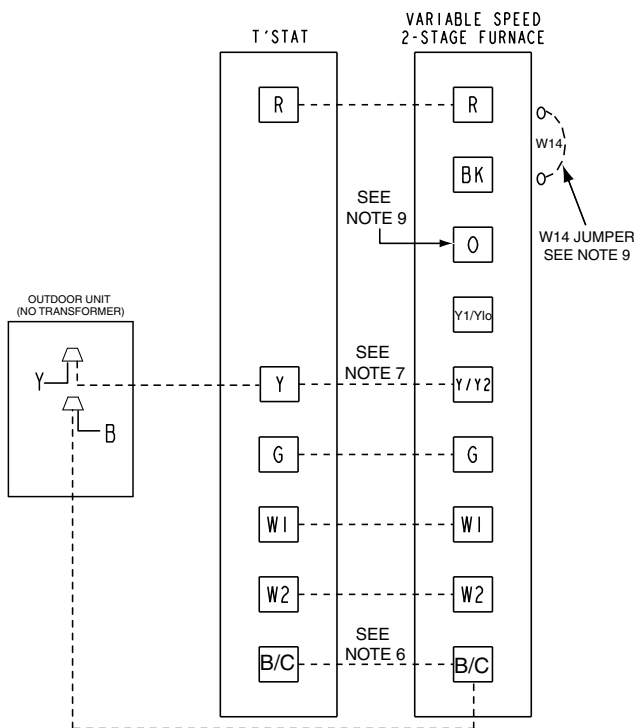 T'STAT
VARIABLE SPEED
2-STAGE FURNACE
R
R
W14
BK
SEE
NOTE 9
O
W14 JUMPER
SEE NOTE 9
OUTDOOR UNIT
(NO TRANSFORMER)
Y1/Ylo
Y
SEE
NOTE 7
Y
Y/Y2
B
G
G
W1
W1
W2
W2
SEE
NOTE 6
B/C
B/C